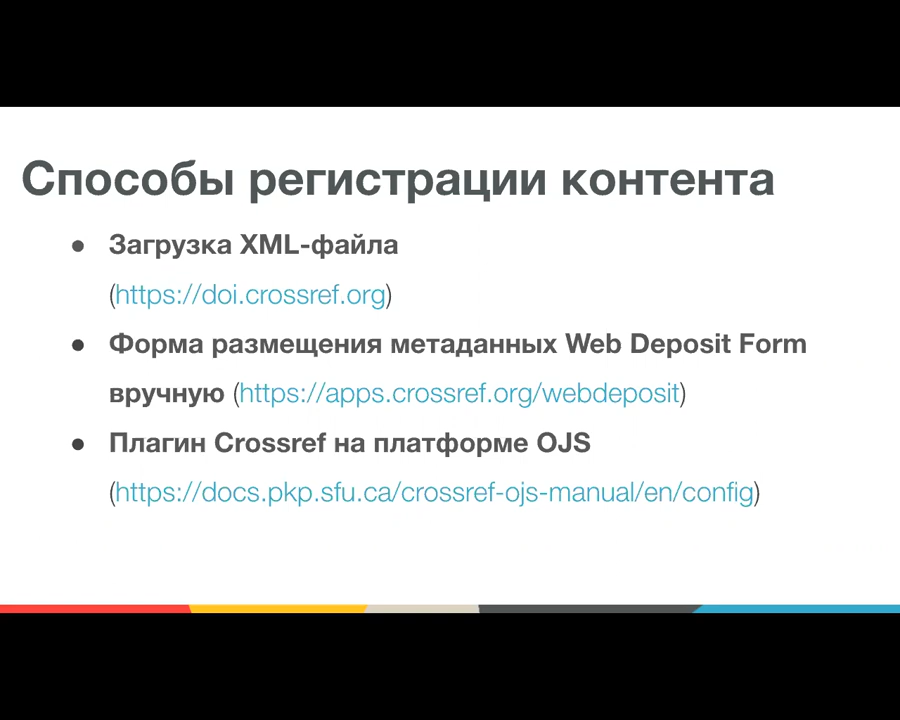 Способы регистрации контента
● Загрузка XML-файла
(https://doi.crossref.org)
● Форма размещения метаданных Web Deposit Form
вручную (https://apps.crossref.org/webdeposit)
● Плагин Crossref на платформе OJS
(https://docs.pkp.sfu.ca/crossref-ojs-manual/en/config)